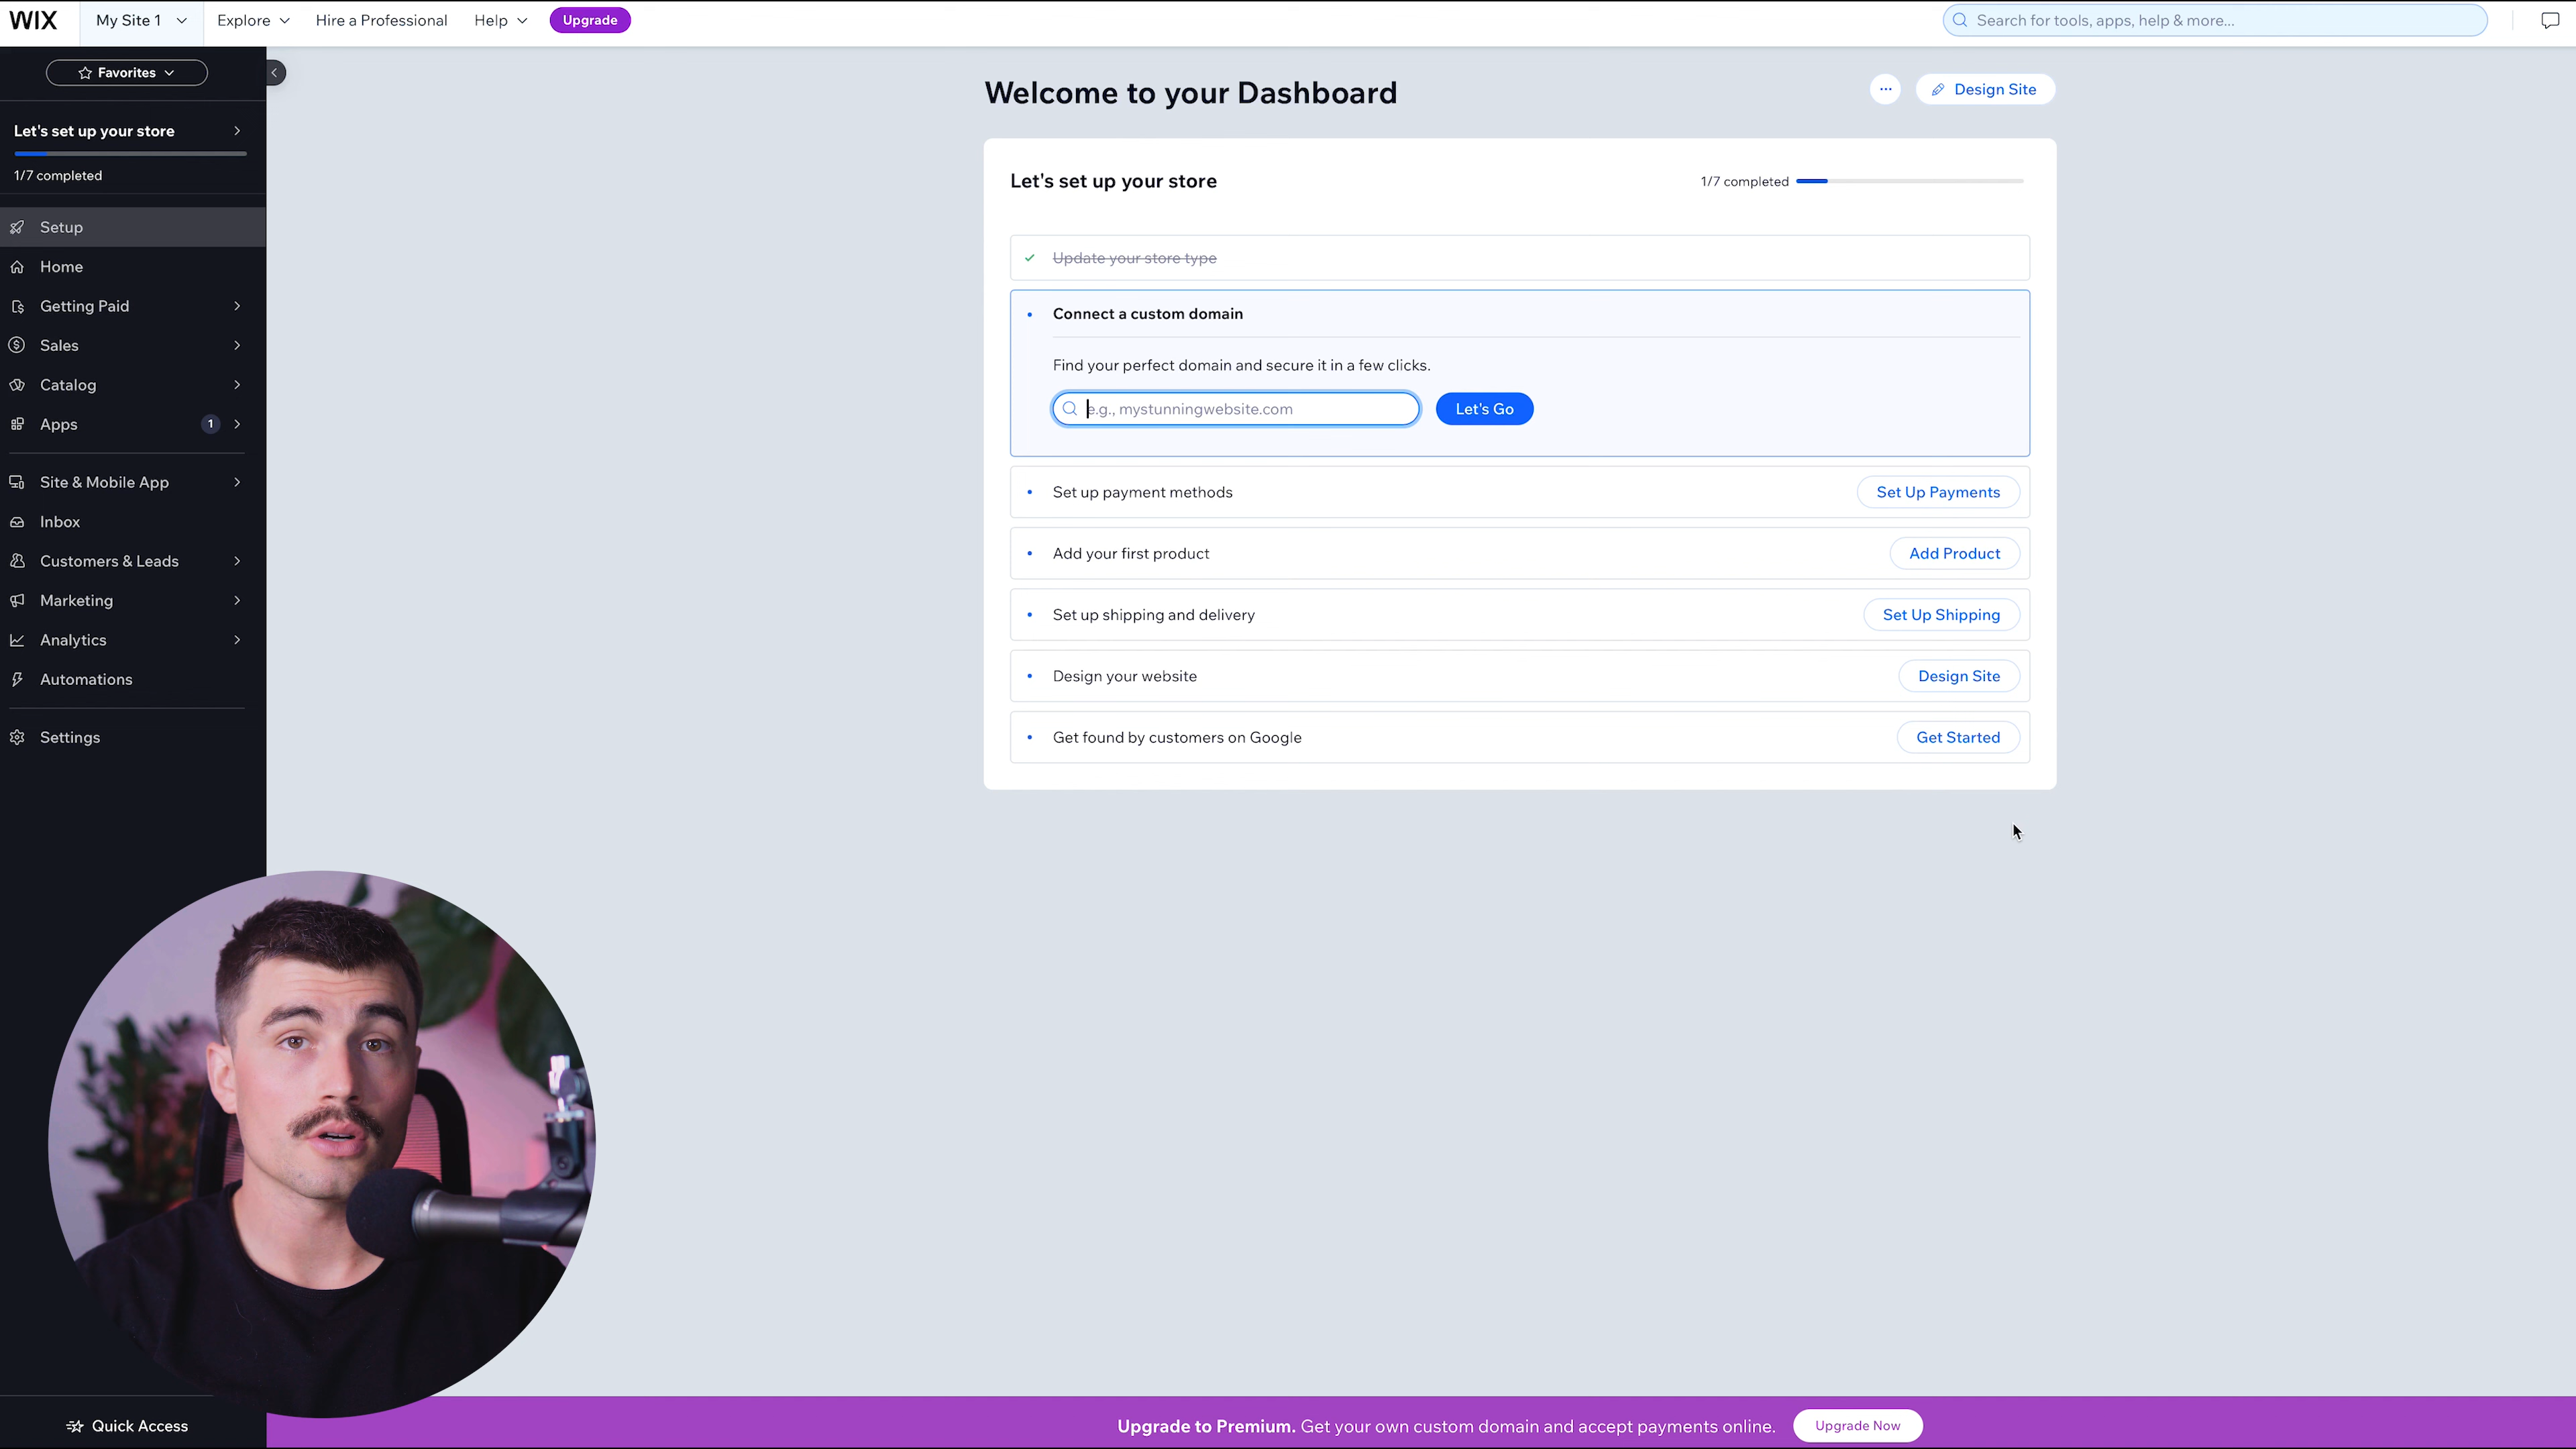 WIX
My Site 1
Explore
Hire a Professional
Help
Upgrade
Search for tools, apps, help & more...
Favorites
Let's set up your store
1/7 completed
Setup
Home
Getting Paid
Sales
Catalog
Apps
1
Site & Mobile App
Inbox
Customers & Leads
Marketing
Analytics
Automations
Settings
Quick Access
Welcome to your Dashboard
Design Site
Let's set up your store
1/7 completed
Update your store type
Connect a custom domain
Find your perfect domain and secure it in a few clicks.
e.g., mystunningwebsite.com
Let's Go
Set up payment methods
Set Up Payments
Add your first product
Add Product
Set up shipping and delivery
Set Up Shipping
Design your website
Design Site
Get found by customers on Google
Get Started
Upgrade to Premium. Get your own custom domain and accept payments online.
Upgrade Now